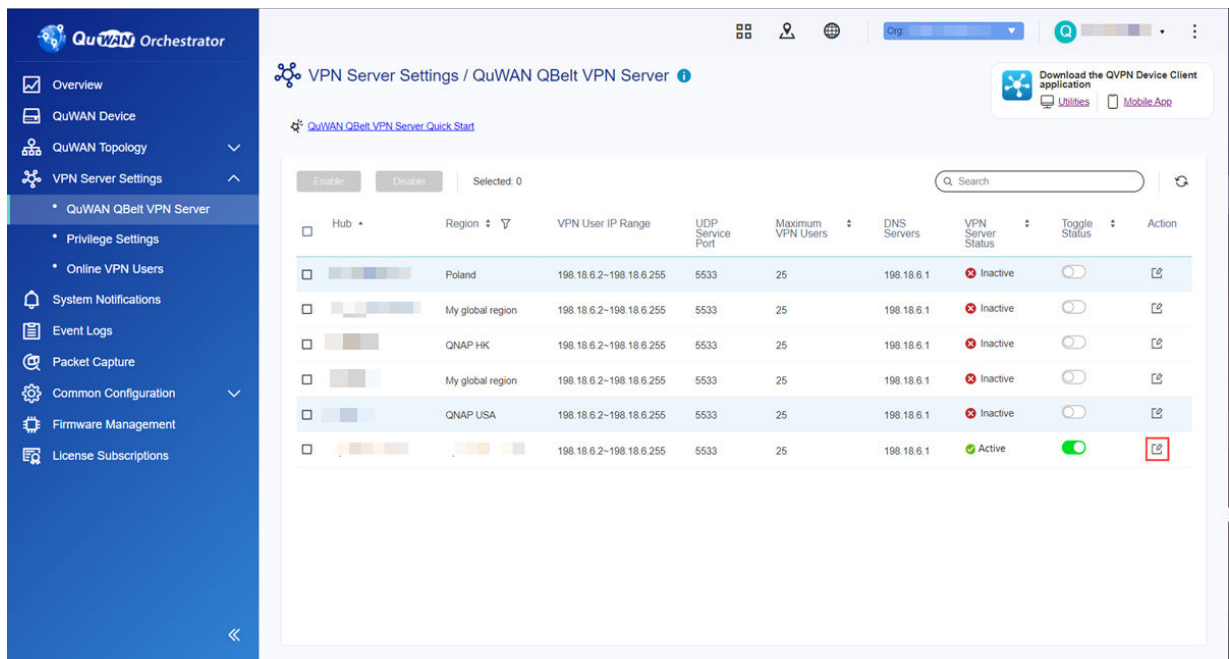 QuWAN Orchestrator
Org:
Q
Overview
QuWAN Device
QuWAN Topology
VPN Server Settings
QuWAN QBelt VPN Server
Privilege Settings
Online VPN Users
System Notifications
Event Logs
Packet Capture
Common Configuration
Firmware Management
License Subscriptions
VPN Server Settings / QuWAN QBelt VPN Server
Download the QVPN Device Client
application
Utilities Mobile App
QuWAN QBelt VPN Server Quick Start
Enable Disable Selected: 0 Search
Hub Region VPN User IP Range UDP Service Port Maximum VPN Users DNS Servers VPN Server Status Toggle Status Action
Poland 198.18.6.2~198.18.6.255 5533 25 198.18.6.1 Inactive
My global region 198.18.6.2~198.18.6.255 5533 25 198.18.6.1 Inactive
QNAP HK 198.18.6.2~198.18.6.255 5533 25 198.18.6.1 Inactive
My global region 198.18.6.2~198.18.6.255 5533 25 198.18.6.1 Inactive
QNAP USA 198.18.6.2~198.18.6.255 5533 25 198.18.6.1 Inactive
198.18.6.2~198.18.6.255 5533 25 198.18.6.1 Active